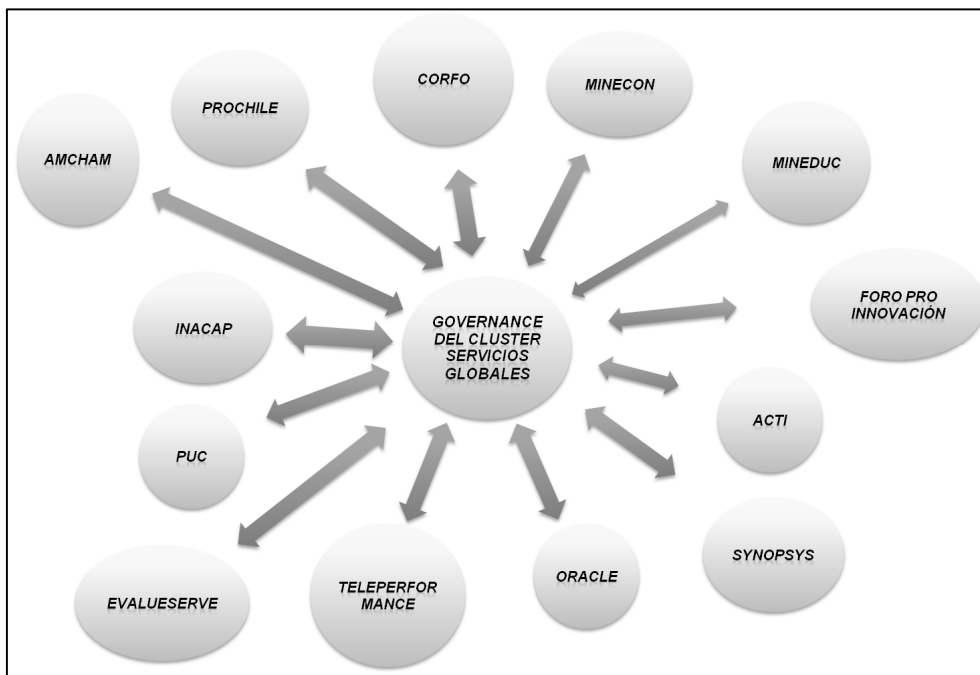 CORFO
MINECON
PROCHILE
AMCHAM
MINEDUC
FORO PRO
INNOVACIÓN
INACAP
GOVERNANCE
DEL CLUSTER
SERVICIOS
GLOBALES
PUC
ACTI
SYNOPSYS
ORACLE
TELEPERFOR
MANCE
EVALUESERVE